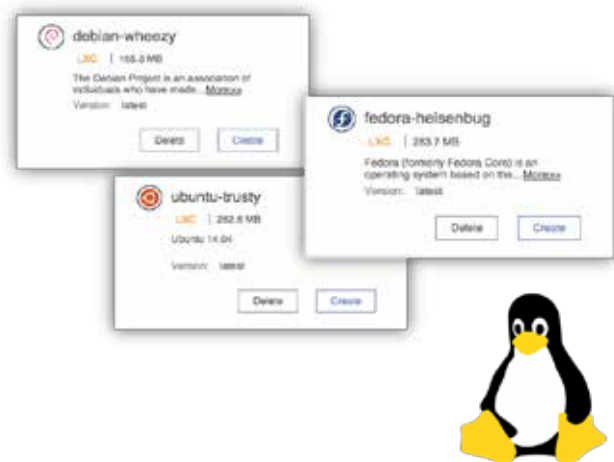 debian-wheezy
LXC | 165.3 MB
The Debian Project is an association of
individuals who have made...More>>
Version: latest
Delete Create
fedora-heisenbug
LXC | 283.7 MB
Fedora (formerly Fedora Core) is an
operating system based on the...More>>
Version: latest
Delete Create
ubuntu-trusty
LXC | 262.6 MB
Ubuntu 14.04
Version: latest
Delete Create